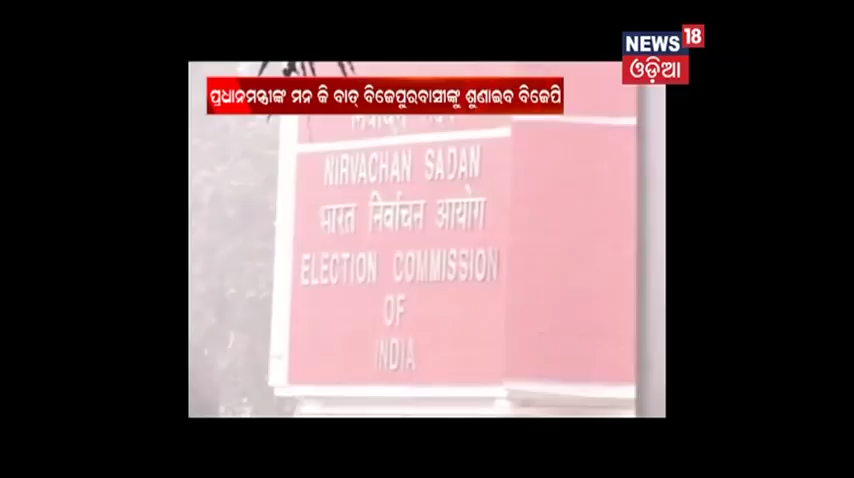 NEWS 18
ଓଡ଼ିଆ
ପ୍ରଧାନମନ୍ତ୍ରୀଙ୍କ ମନ କି ବାତ୍ ବିଜେପୁରବାସୀଙ୍କୁ ଶୁଣାଇବ ବିଜେପି
NIRVACHAN SADAN
भारत निर्वाचन आयोग
ELECTION COMMISSION
OF
INDIA